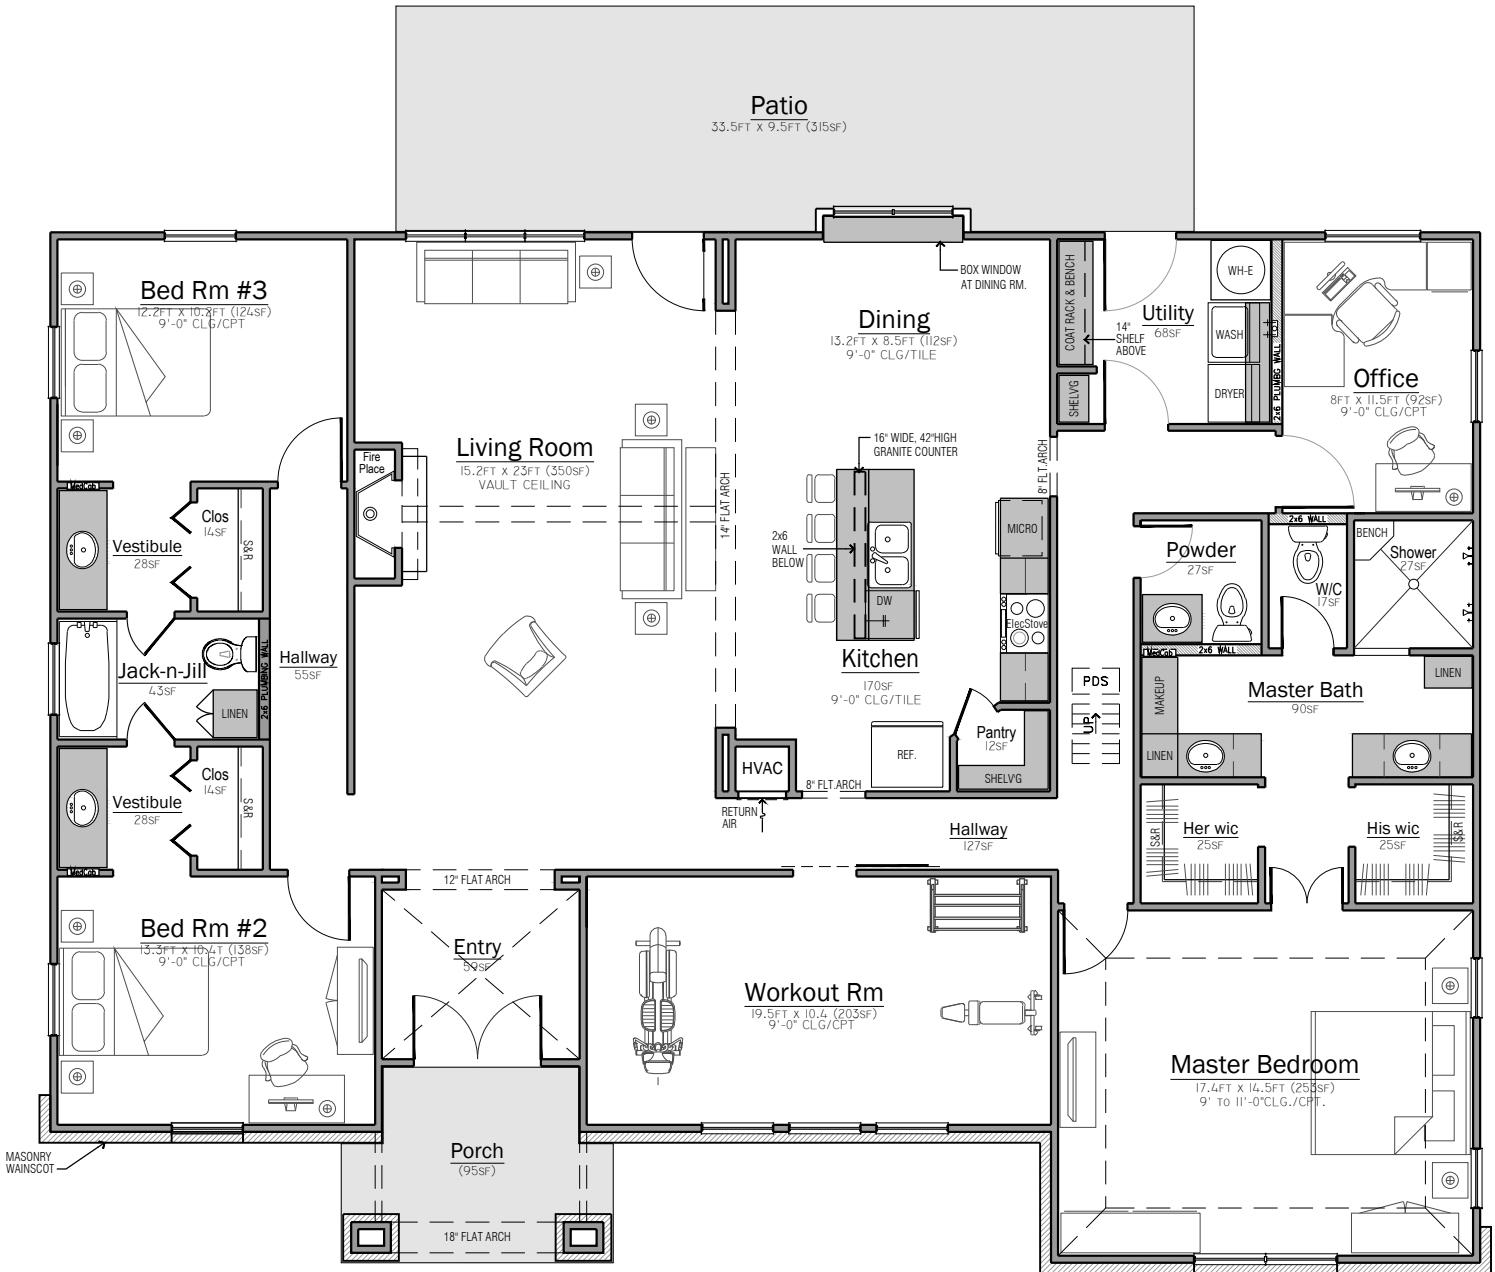 Patio
33.5FT X 9.5FT (315SF)
BOX WINDOW
AT DINING RM.
Bed Rm #3
12.2FT X 10.2FT (124SF)
9'-0" CLG/CPT
Living Room
15.2FT X 23FT (350SF)
VAULT CEILING
Fire
Place
14" FLAT ARCH
Dining
13.2FT X 8.5FT (112SF)
9'-0" CLG/TILE
16" WIDE, 42"HIGH
GRANITE COUNTER
COAT RACK & BENCH
14"
SHELF
ABOVE
SHELV'G
Utility
68SF
WH-E
WASH
DRYER
2x6 PLUMBG WALL
Office
8FT X 11.5FT (92SF)
9'-0" CLG/CPT
8" FLT.ARCH
MedCab
Vestibule
28SF
Clos
14SF
S&R
2x6
WALL
BELOW
DW
MICRO
ElecStove
Kitchen
170SF
9'-0" CLG/TILE
Powder
27SF
2x6 WALL
W/C
17SF
BENCH
Shower
27SF
MedCab
2x6 WALL
Jack-n-Jill
43SF
LINEN
2x6 PLUMBING WALL
Hallway
55SF
PDS
UP
MAKEUP
LINEN
Master Bath
90SF
LINEN
Vestibule
28SF
Clos
14SF
S&R
MedCab
HVAC
RETURN
AIR
REF.
Pantry
12SF
SHELV'G
8" FLT.ARCH
Hallway
127SF
S&R
Her wic
25SF
His wic
25SF
S&R
12" FLAT ARCH
Bed Rm #2
13.3FT X 10.4T (138SF)
9'-0" CLG/CPT
Entry
59SF
Workout Rm
19.5FT X 10.4 (203SF)
9'-0" CLG/CPT
Master Bedroom
17.4FT X 14.5FT (253SF)
9' TO 11'-0"CLG./CPT.
MASONRY
WAINSCOT
Porch
(95SF)
18" FLAT ARCH